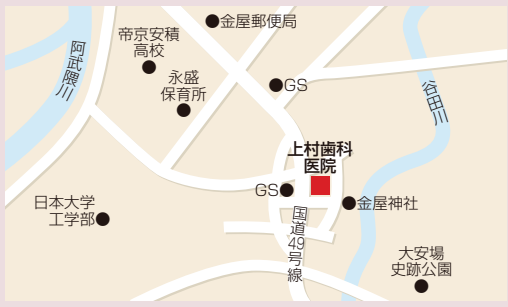 金屋郵便局
帝京安積
高校
阿武隈川
永盛
保育所
GS
谷田川
上村歯科
医院
GS
日本大学
工学部
金屋神社
国道49号線
大安場
史跡公園